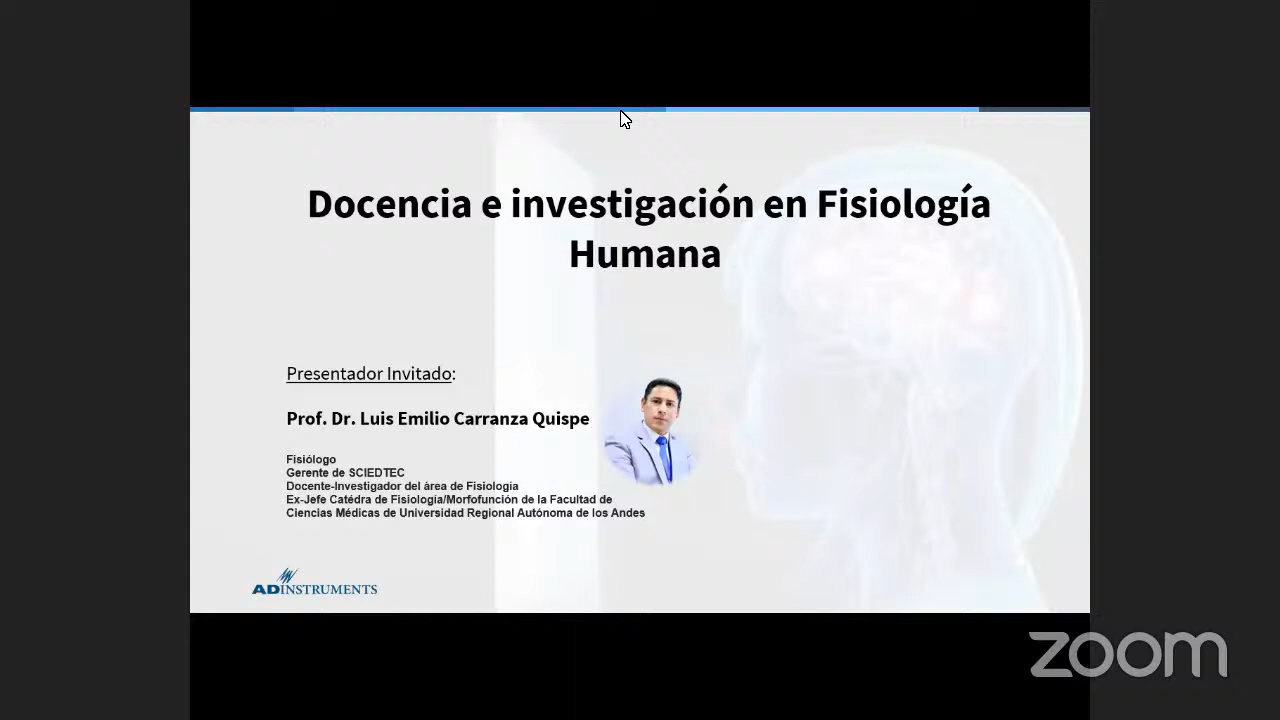 Docencia e investigación en Fisiología
Humana
Presentador Invitado:
Prof. Dr. Luis Emilio Carranza Quispe
Fisiólogo
Gerente de SCIEDTEC
Docente-Investigador del área de Fisiología
Ex-Jefe Catédra de Fisiología/Morfofunción de la Facultad de
Ciencias Médicas de Universidad Regional Autónoma de los Andes
ADINSTRUMENTS
zoom